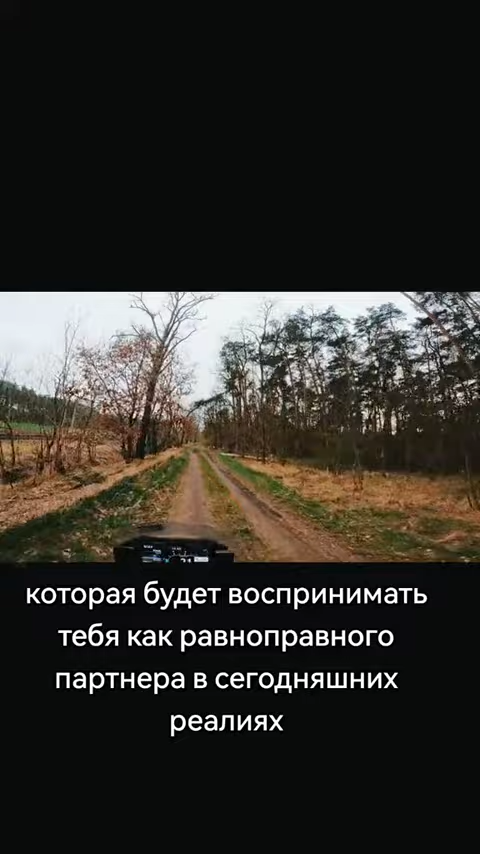 которая будет воспринимать
тебя как равноправного
партнера в сегодняшних
реалиях